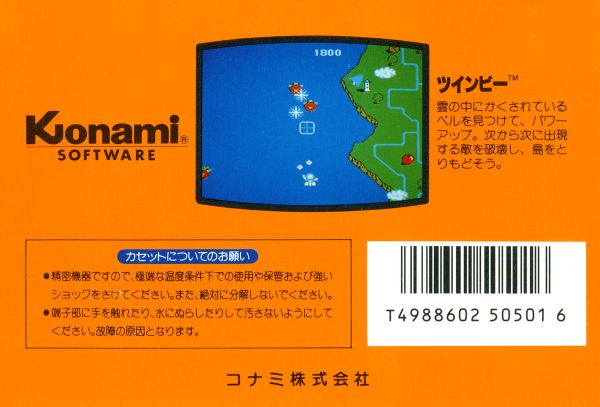 1800
Konami®
SOFTWARE
ツインビー™
雲の中にかくされている
ベルを見つけて、パワー
アップ。次から次に出現
する敵を破壊し、島をと
りもどそう。
カセットについてのお願い
●精密機器ですので、極端な温度条件下での使用や保管および強い
ショックをさけてください。また、絶対に分解しないでください。
●端子部に手を触れたり、水にぬらしたりして汚さないようにして
ください。故障の原因となります。
T4988602 50501 6
コナミ株式会社